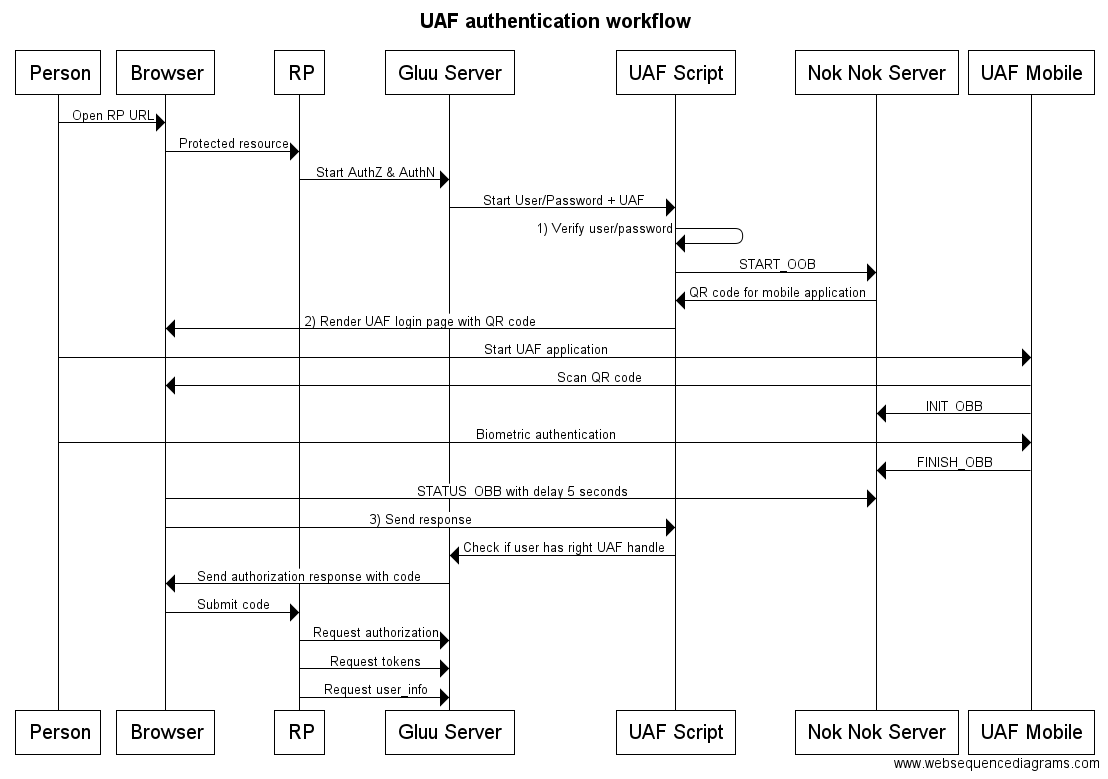 UAF authentication workflow
Person
Browser
RP
Gluu Server
UAF Script
Nok Nok Server
UAF Mobile
Open RP URL
Protected resource
Start AuthZ & AuthN
Start User/Password + UAF
1) Verify user/password
START_OOB
QR code for mobile application
2) Render UAF login page with QR code
Start UAF application
Scan QR code
INIT_OBB
Biometric authentication
FINISH_OBB
STATUS_OBB with delay 5 seconds
3) Send response
Check if user has right UAF handle
Send authorization response with code
Submit code
Request authorization
Request tokens
Request user_info
Person
Browser
RP
Gluu Server
UAF Script
Nok Nok Server
UAF Mobile
www.websequencediagrams.com